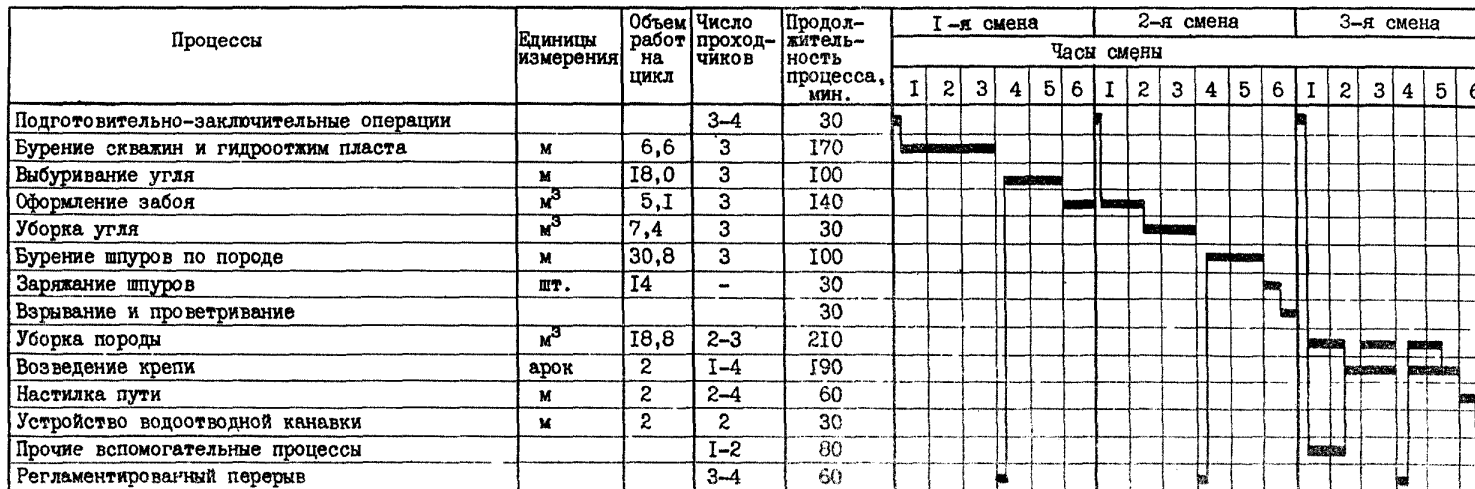 Процессы
Единицы измерения
Объем работ на цикл
Число проход-чиков
Продол-житель-ность процесса, мин.
I-я смена 2-я смена 3-я смена
Часы смены
I 2 3 4 5 6 I 2 3 4 5 6 I 2 3 4 5 6
Подготовительно-заключительные операции 3-4 30
Бурение скважин и гидроотжим пласта м 6,6 3 I70
Выбуривание угля м I8,0 3 I00
Оформление забоя м³ 5,I 3 I40
Уборка угля м³ 7,4 3 30
Бурение шпуров по породе м 30,8 3 I00
Заряжание шпуров шт. I4 - 30
Взрывание и проветривание 30
Уборка породы м³ I8,8 2-3 2I0
Возведение крепи арок 2 I-4 I90
Настилка пути м 2 2-4 60
Устройство водоотводной канавки м 2 2 30
Прочие вспомогательные процессы I-2 80
Регламентированный перерыв 3-4 60